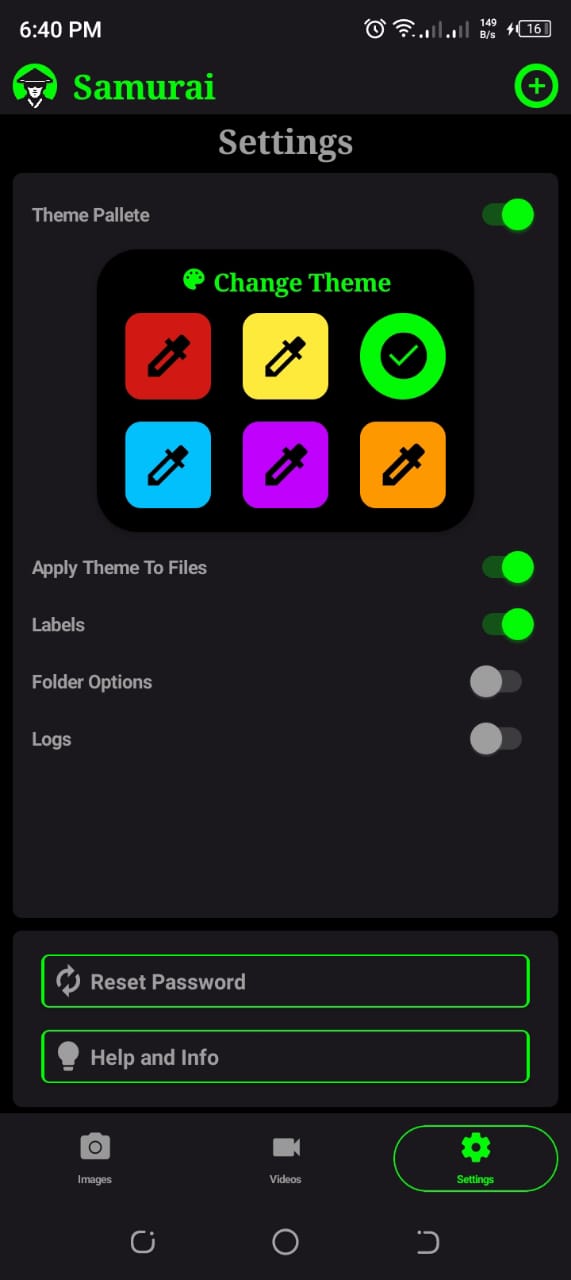 6:40 PM
149
B/s
16
Samurai
Settings
Theme Pallete
Change Theme
Apply Theme To Files
Labels
Folder Options
Logs
Reset Password
Help and Info
Images
Videos
Settings